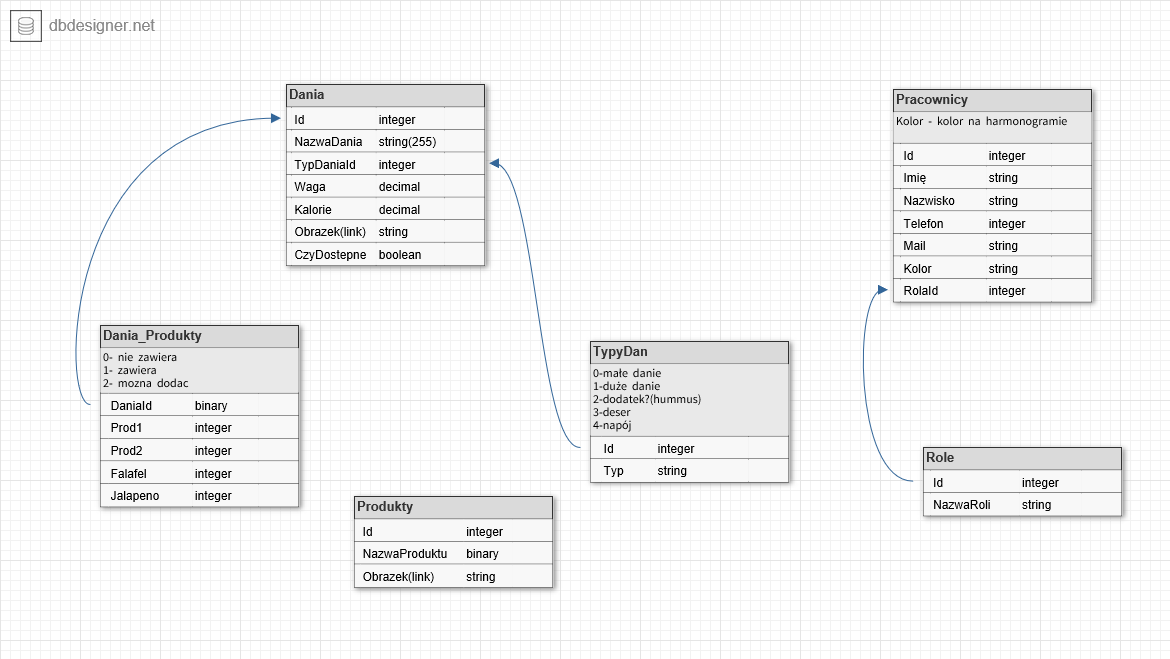 dbdesigner.net
Dania
Id integer
NazwaDania string(255)
TypDaniaId integer
Waga decimal
Kalorie decimal
Obrazek(link) string
CzyDostepne boolean
Pracownicy
Kolor - kolor na harmonogramie
Id integer
Imię string
Nazwisko string
Telefon integer
Mail string
Kolor string
RolaId integer
Dania_Produkty
0- nie zawiera
1- zawiera
2- mozna dodac
DaniaId binary
Prod1 integer
Prod2 integer
Falafel integer
Jalapeno integer
TypyDan
0-małe danie
1-duże danie
2-dodatek?(hummus)
3-deser
4-napój
Id integer
Typ string
Role
Id integer
NazwaRoli string
Produkty
Id integer
NazwaProduktu binary
Obrazek(link) string